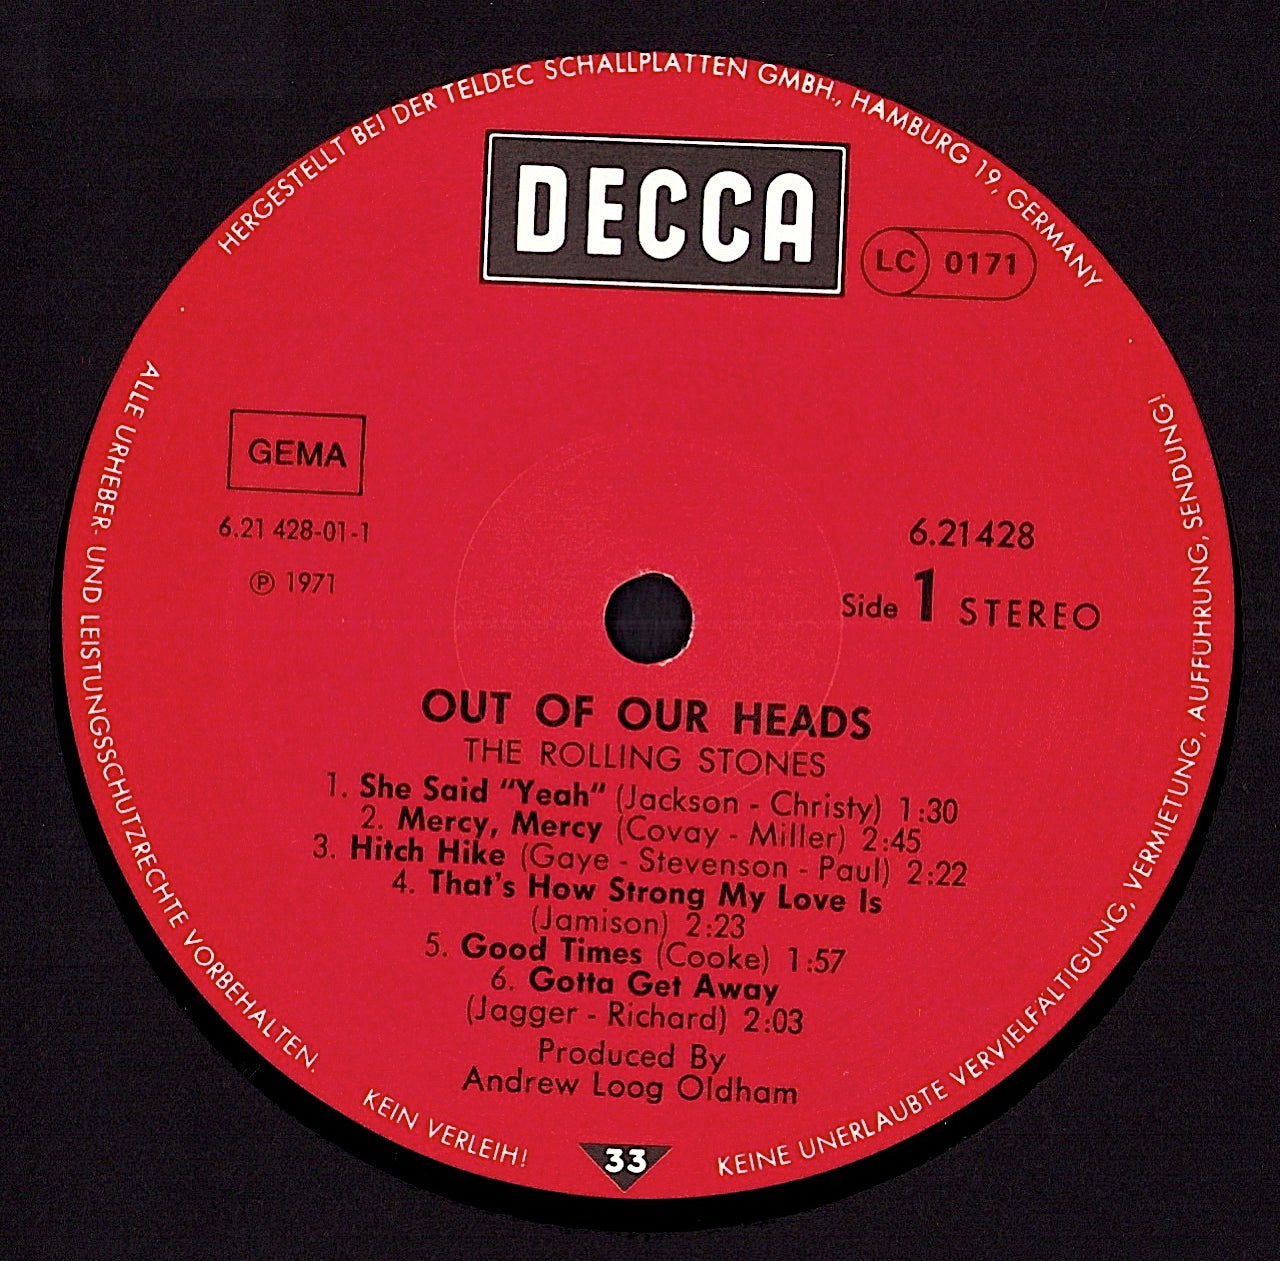 HERGESTELLT BEI DER TELDEC SCHALLPLATTEN GMBH., HAMBURG 19, GERMANY
DECCA
LC 0171
GEMA
6.21 428-01-1
℗ 1971
6.21428
Side 1 STEREO
OUT OF OUR HEADS
THE ROLLING STONES
1. She Said "Yeah" (Jackson - Christy) 1:30
2. Mercy, Mercy (Covay - Miller) 2:45
3. Hitch Hike (Gaye - Stevenson - Paul) 2:22
4. That's How Strong My Love Is
(Jamison) 2:23
5. Good Times (Cooke) 1:57
6. Gotta Get Away
(Jagger - Richard) 2:03
Produced By
Andrew Loog Oldham
33
ALLE URHEBER- UND LEISTUNGSSCHUTZRECHTE VORBEHALTEN.
KEIN VERLEIH!
KEINE UNERLAUBTE VERVIELFÄLTIGUNG, VERMIETUNG, AUFFÜHRUNG, SENDUNG!